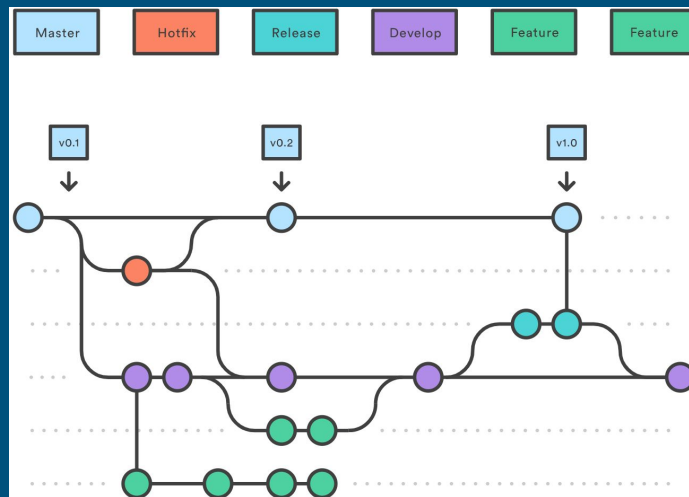 Master
Hotfix
Release
Develop
Feature
Feature
v0.1
v0.2
v1.0